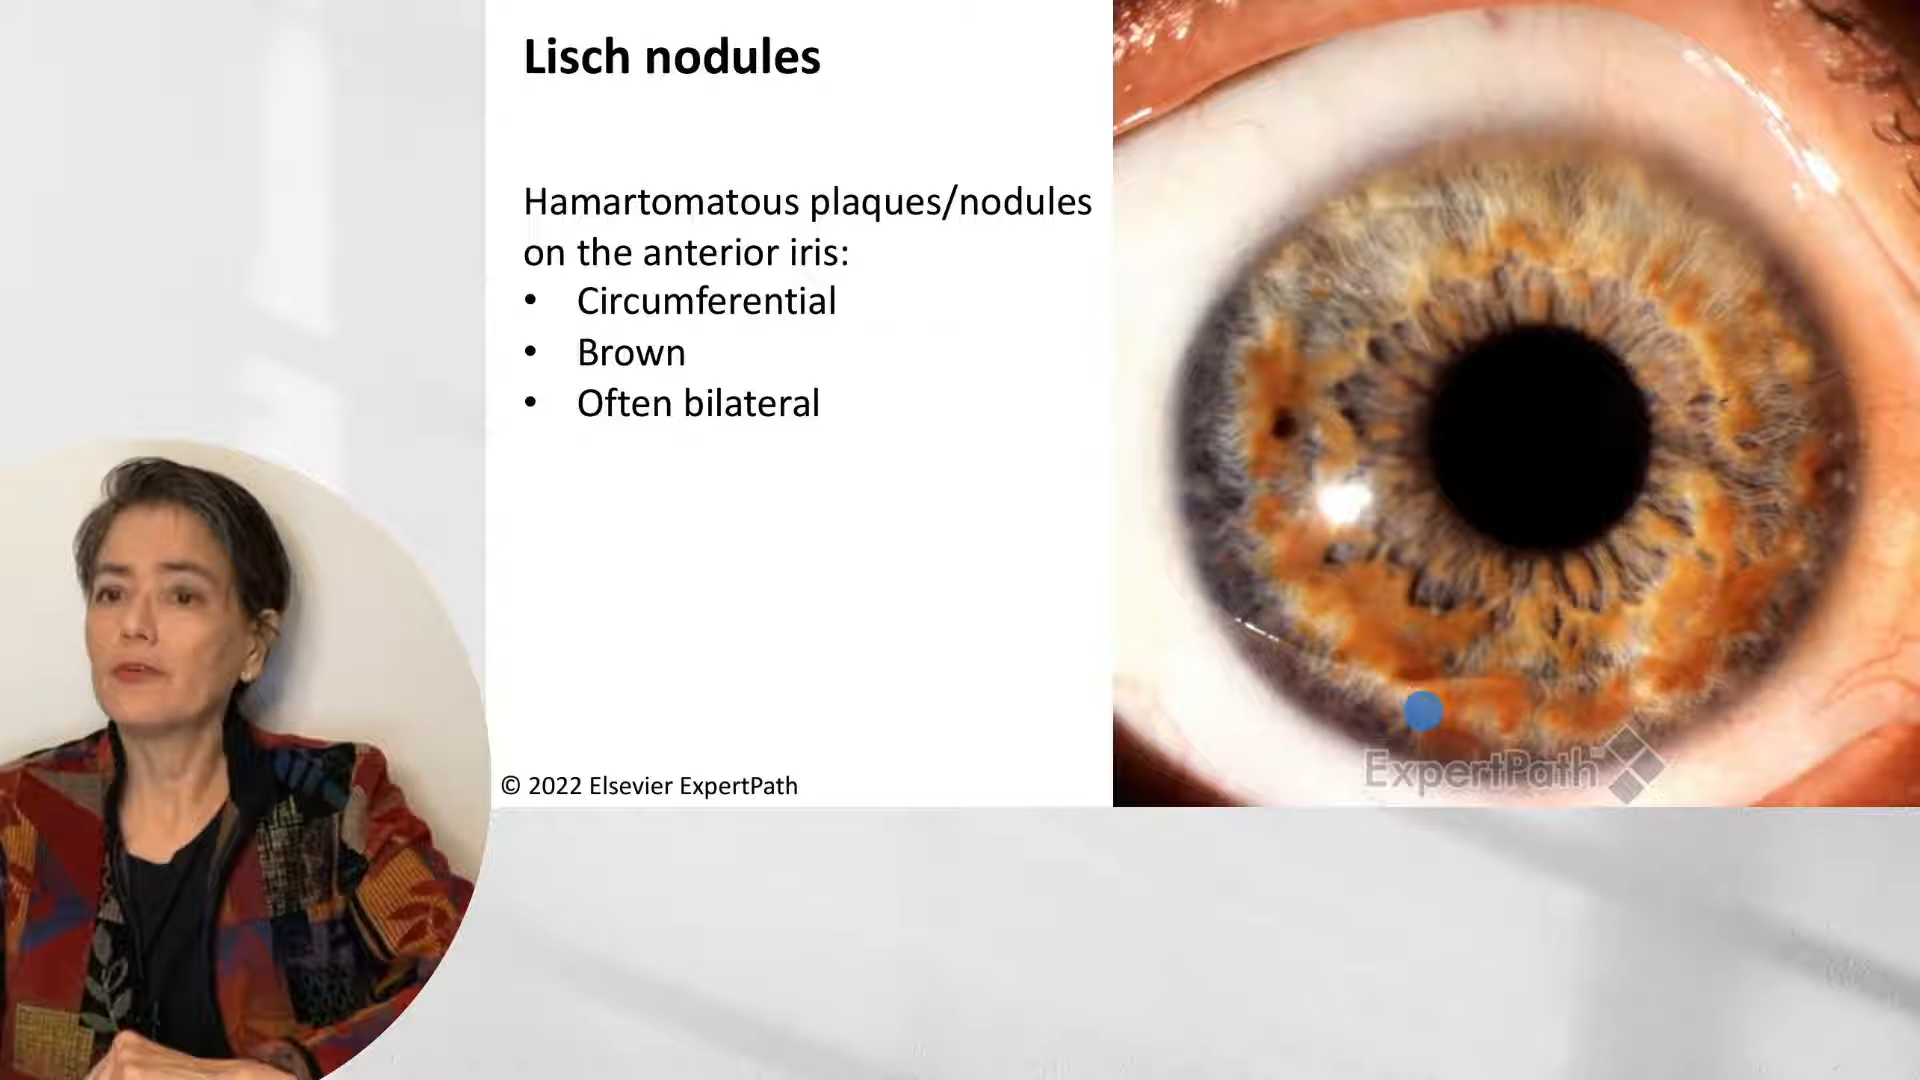 Lisch nodules
Hamartomatous plaques/nodules
on the anterior iris:
• Circumferential
• Brown
• Often bilateral
© 2022 Elsevier ExpertPath
ExpertPath